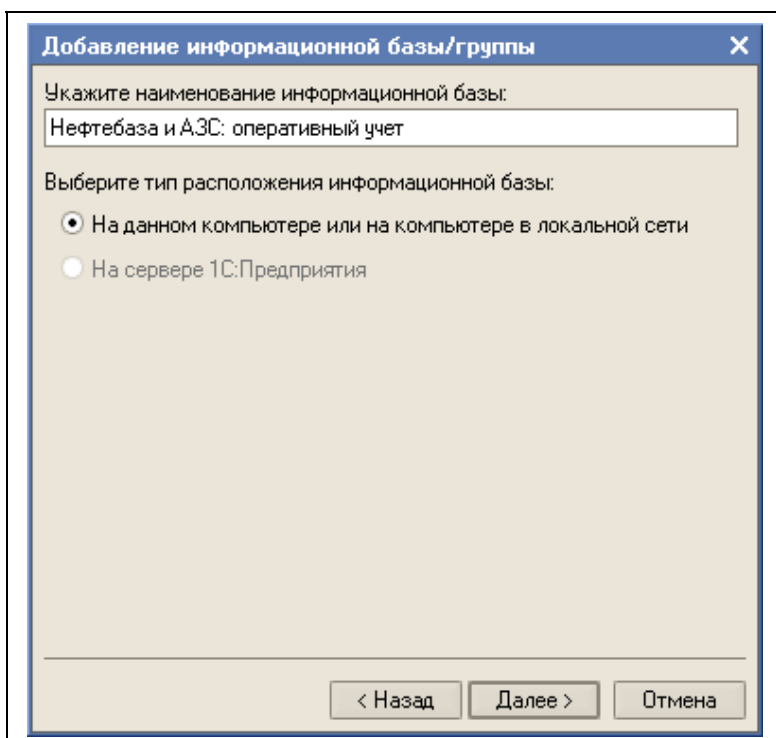 Добавление информационной базы/группы
Укажите наименование информационной базы:
Нефтебаза и АЗС: оперативный учет
Выберите тип расположения информационной базы:
На данном компьютере или на компьютере в локальной сети
На сервере 1С:Предприятия
< Назад Далее > Отмена